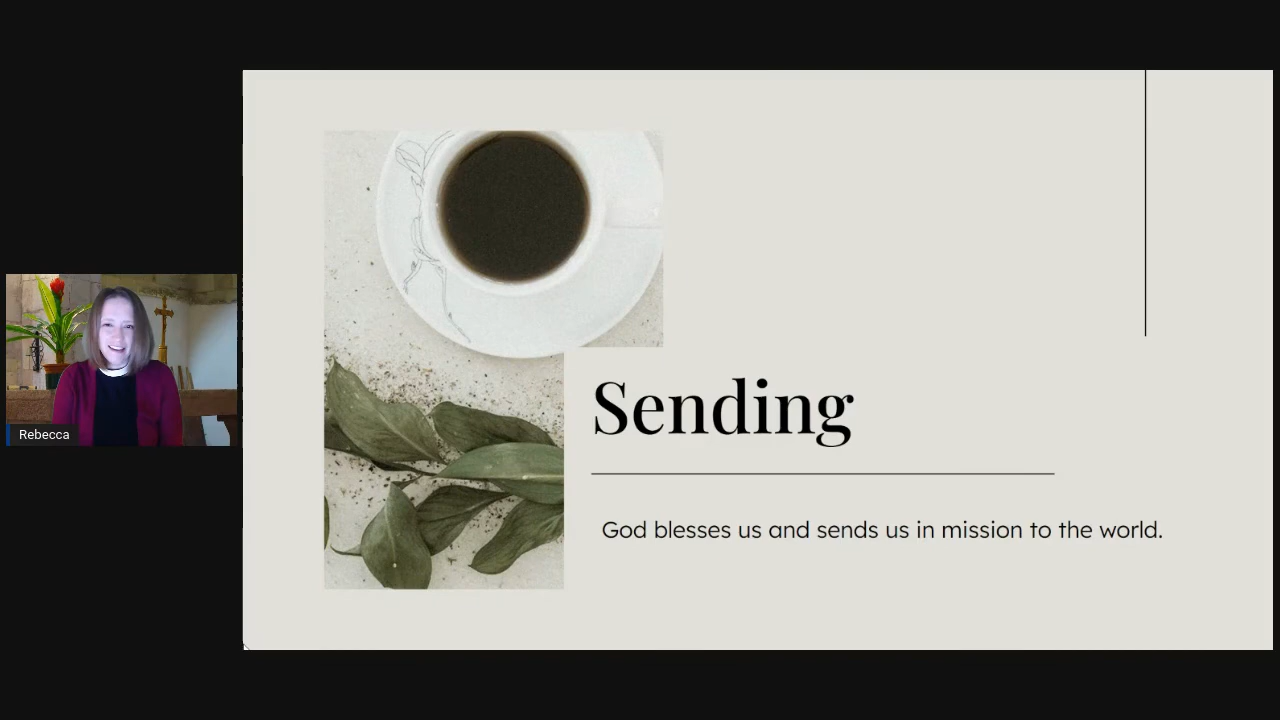 Sending
God blesses us and sends us in mission to the world.
Rebecca